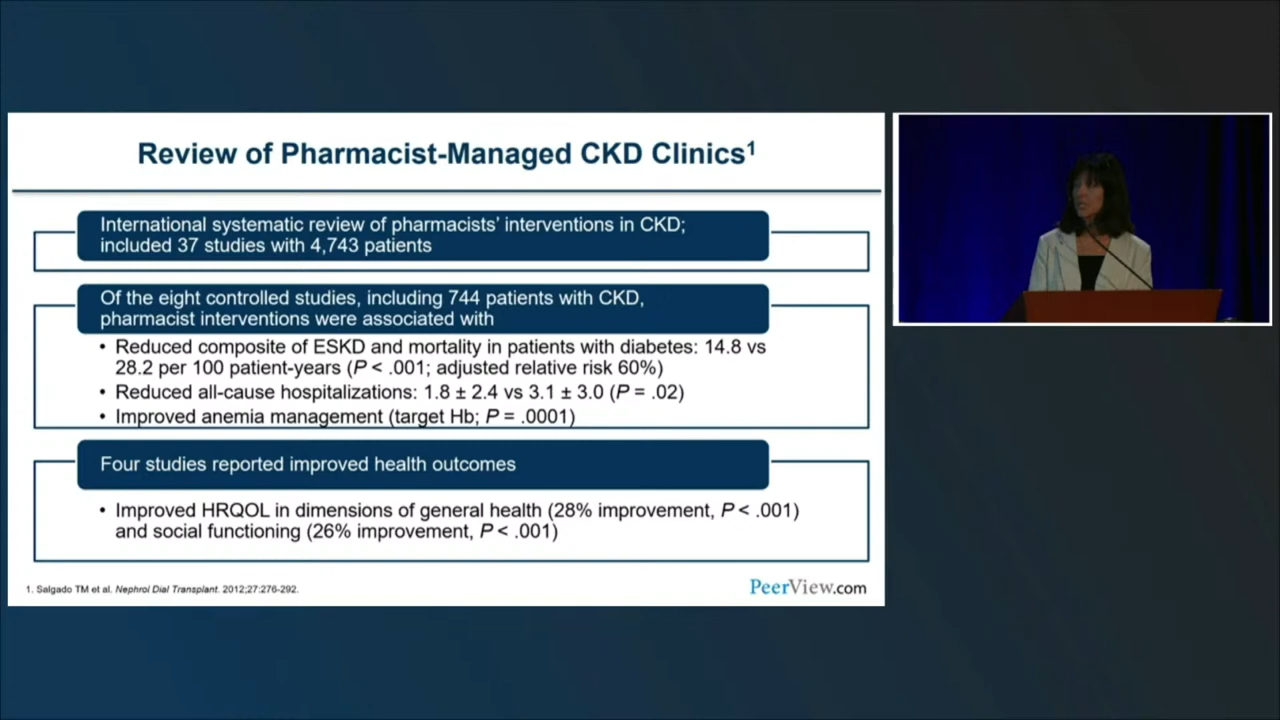 Review of Pharmacist-Managed CKD Clinics¹
International systematic review of pharmacists' interventions in CKD;
included 37 studies with 4,743 patients
Of the eight controlled studies, including 744 patients with CKD,
pharmacist interventions were associated with
• Reduced composite of ESKD and mortality in patients with diabetes: 14.8 vs
28.2 per 100 patient-years (P < .001; adjusted relative risk 60%)
• Reduced all-cause hospitalizations: 1.8 ± 2.4 vs 3.1 ± 3.0 (P = .02)
• Improved anemia management (target Hb; P = .0001)
Four studies reported improved health outcomes
• Improved HRQOL in dimensions of general health (28% improvement, P < .001)
and social functioning (26% improvement, P < .001)
1. Salgado TM et al. Nephrol Dial Transplant. 2012;27:276-292.
PeerView.com